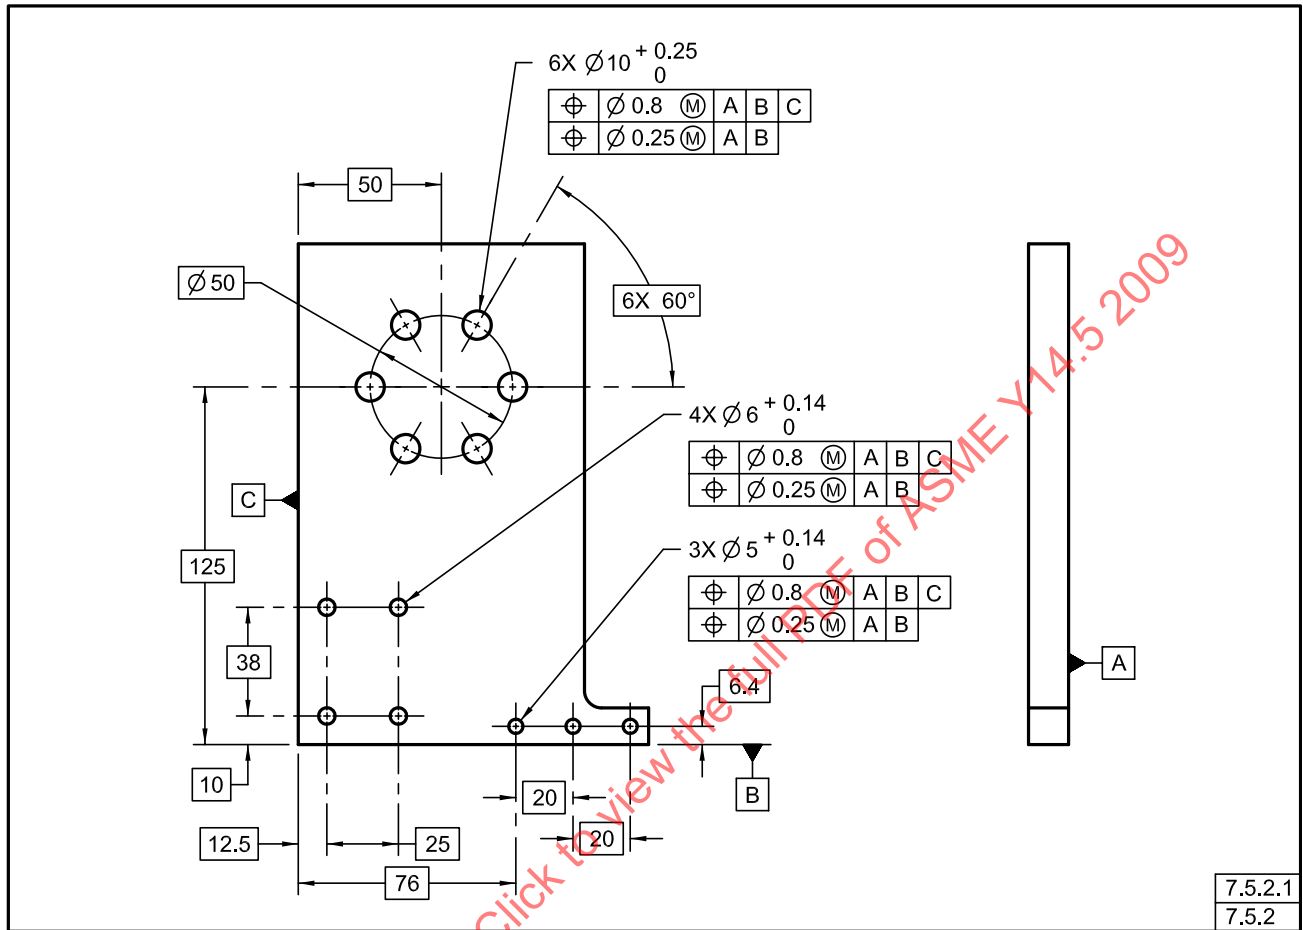 6X ∅10 + 0.25
0
⌖ ∅ 0.8 Ⓜ A B C
⌖ ∅ 0.25 Ⓜ A B
50
∅ 50
6X 60°
4X ∅ 6 + 0.14
0
⌖ ∅ 0.8 Ⓜ A B C
⌖ ∅ 0.25 Ⓜ A B
C
3X ∅ 5 + 0.14
0
⌖ ∅ 0.8 Ⓜ A B C
⌖ ∅ 0.25 Ⓜ A B
125
38
6.4
A
10
B
20
12.5
25
20
76
7.5.2.1
7.5.2
Click to view the full PDF of ASME Y14.5 2009